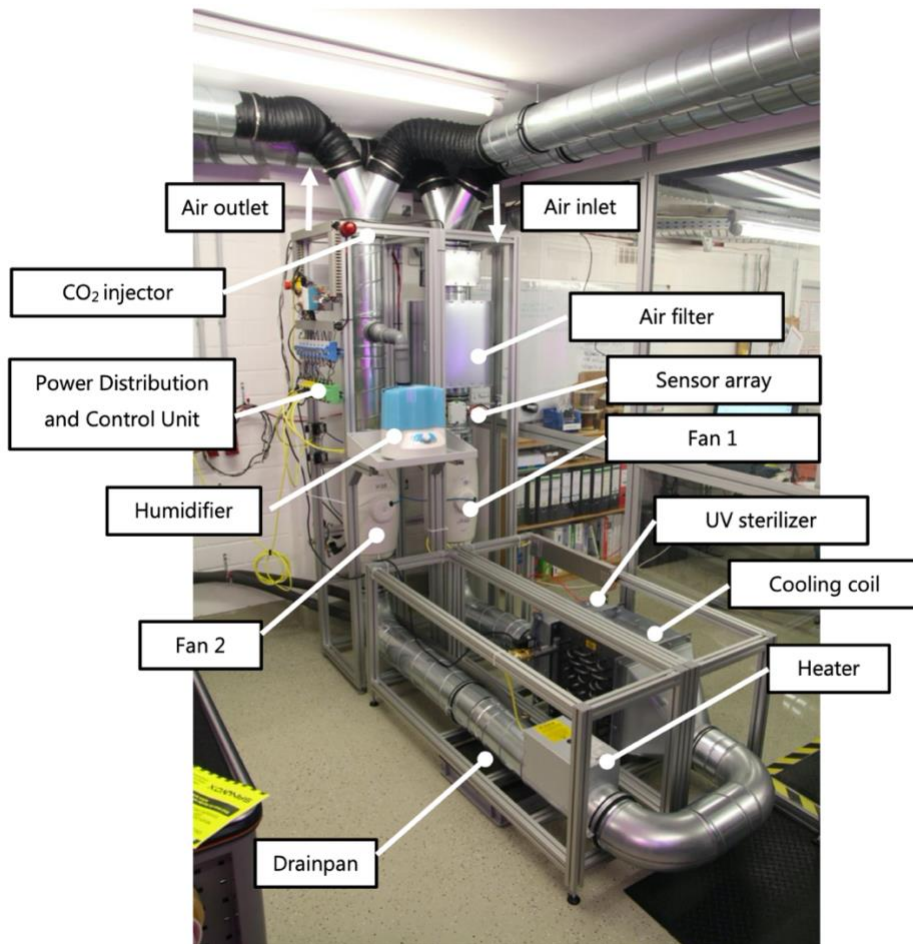 Air outlet
Air inlet
CO₂ injector
Air filter
Power Distribution
and Control Unit
Sensor array
Fan 1
Humidifier
UV sterilizer
Cooling coil
Fan 2
Heater
Drainpan